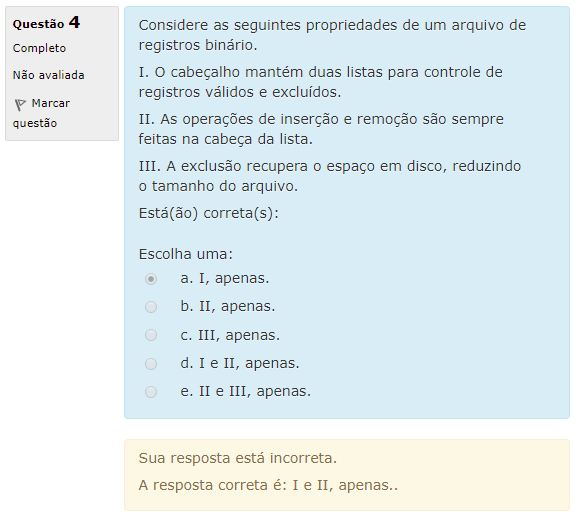 Questão 4
Completo
Não avaliada
Marcar
questão
Considere as seguintes propriedades de um arquivo de
registros binário.
I. O cabeçalho mantém duas listas para controle de
registros válidos e excluídos.
II. As operações de inserção e remoção são sempre
feitas na cabeça da lista.
III. A exclusão recupera o espaço em disco, reduzindo
o tamanho do arquivo.
Está(ão) correta(s):
Escolha uma:
a. I, apenas.
b. II, apenas.
c. III, apenas.
d. I e II, apenas.
e. II e III, apenas.
Sua resposta está incorreta.
A resposta correta é: I e II, apenas..